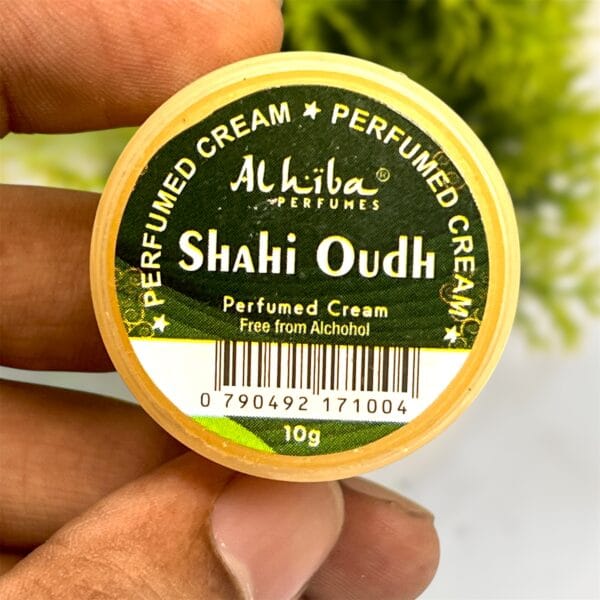 PERFUMED CREAM ★ PERFUMED CREAM ★
Alhiba®
PERFUMES
Shahi Oudh
Perfumed Cream
Free from Alchohol
0 790492 171004
10g